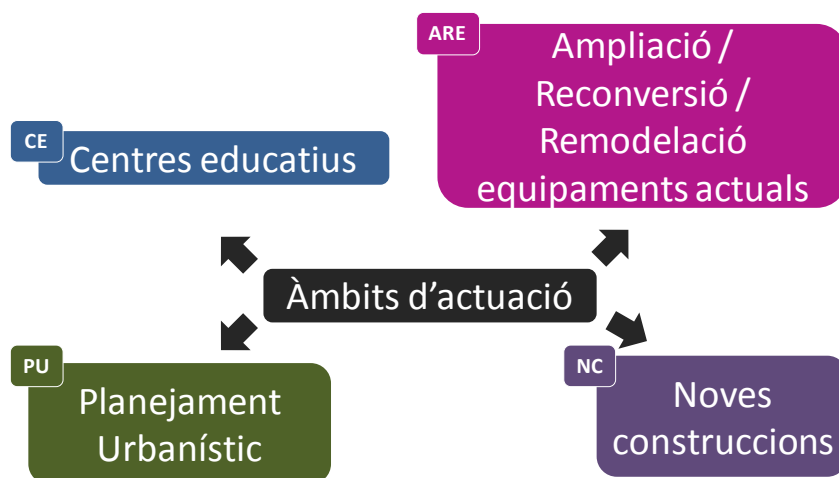 CE
Centres educatius
ARE
Ampliació /
Reconversió /
Remodelació
equipaments actuals
Àmbits d'actuació
PU
Planejament
Urbanístic
NC
Noves
construccions